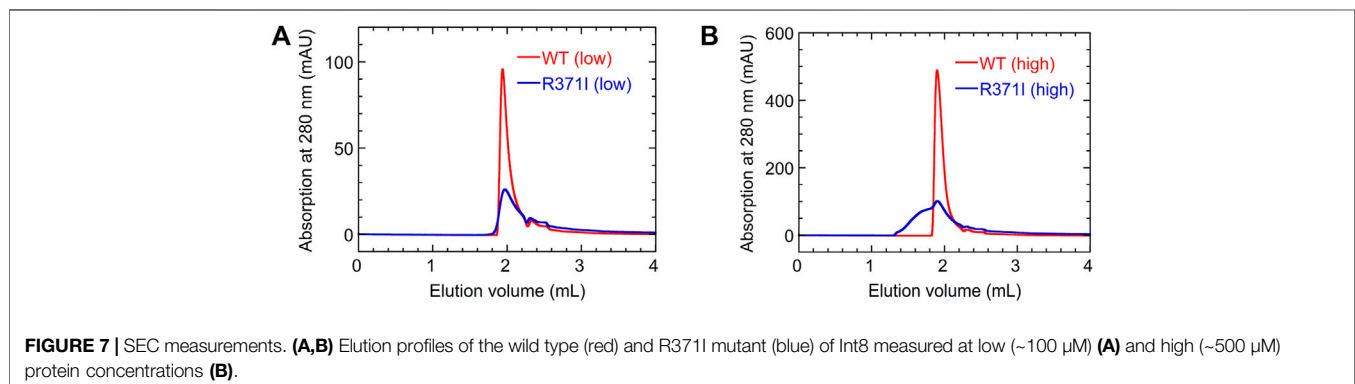 A
Absorption at 280 nm (mAU)
100
50
0
WT (low)
R371I (low)
0 1 2 3 4
Elution volume (mL)
B
Absorption at 280 nm (mAU)
600
400
200
0
WT (high)
R371I (high)
0 1 2 3 4
Elution volume (mL)
FIGURE 7 | SEC measurements. (A,B) Elution profiles of the wild type (red) and R371I mutant (blue) of Int8 measured at low (~100 μM) (A) and high (~500 μM)
protein concentrations (B).